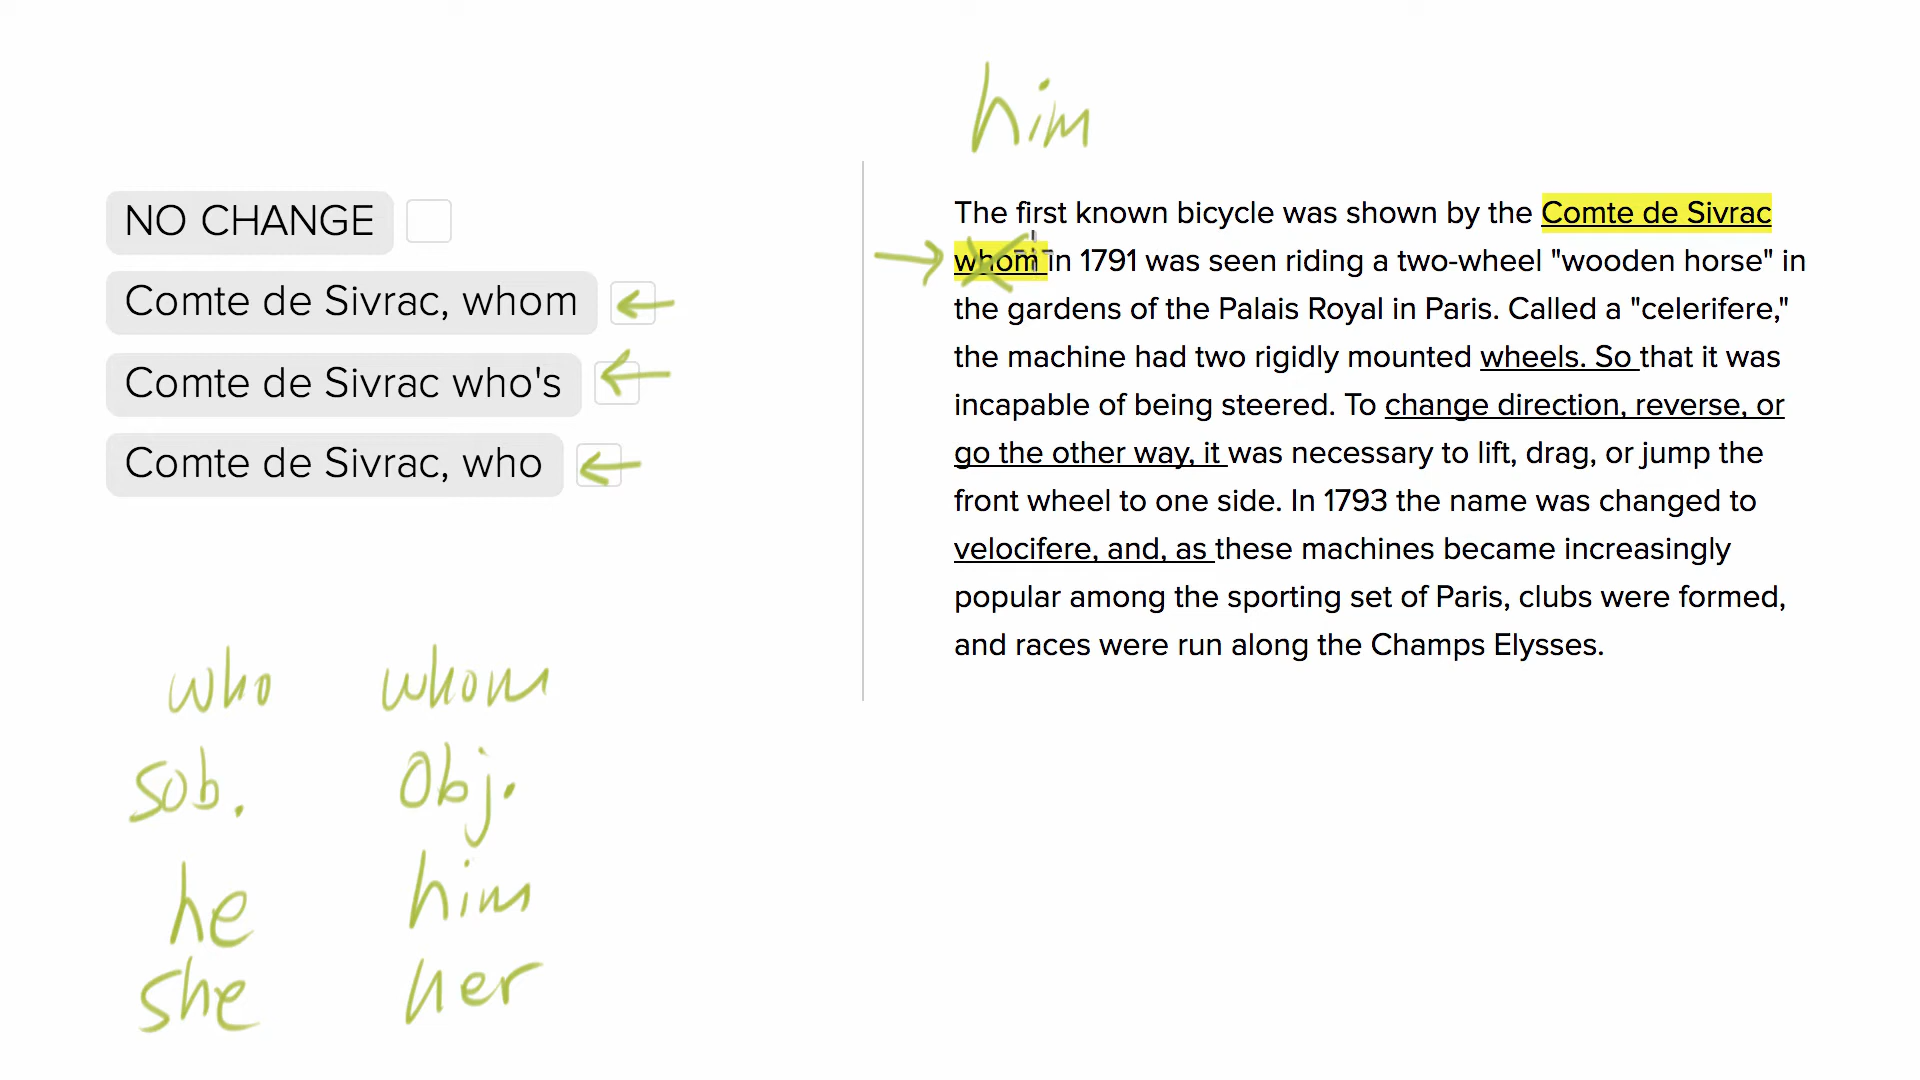 him
NO CHANGE
Comte de Sivrac, whom
Comte de Sivrac who's
Comte de Sivrac, who
The first known bicycle was shown by the Comte de Sivrac
whom in 1791 was seen riding a two-wheel "wooden horse" in
the gardens of the Palais Royal in Paris. Called a "celerifere,"
the machine had two rigidly mounted wheels. So that it was
incapable of being steered. To change direction, reverse, or
go the other way, it was necessary to lift, drag, or jump the
front wheel to one side. In 1793 the name was changed to
velocifere, and, as these machines became increasingly
popular among the sporting set of Paris, clubs were formed,
and races were run along the Champs Elysses.
who whom
sob. Obj.
he him
she her